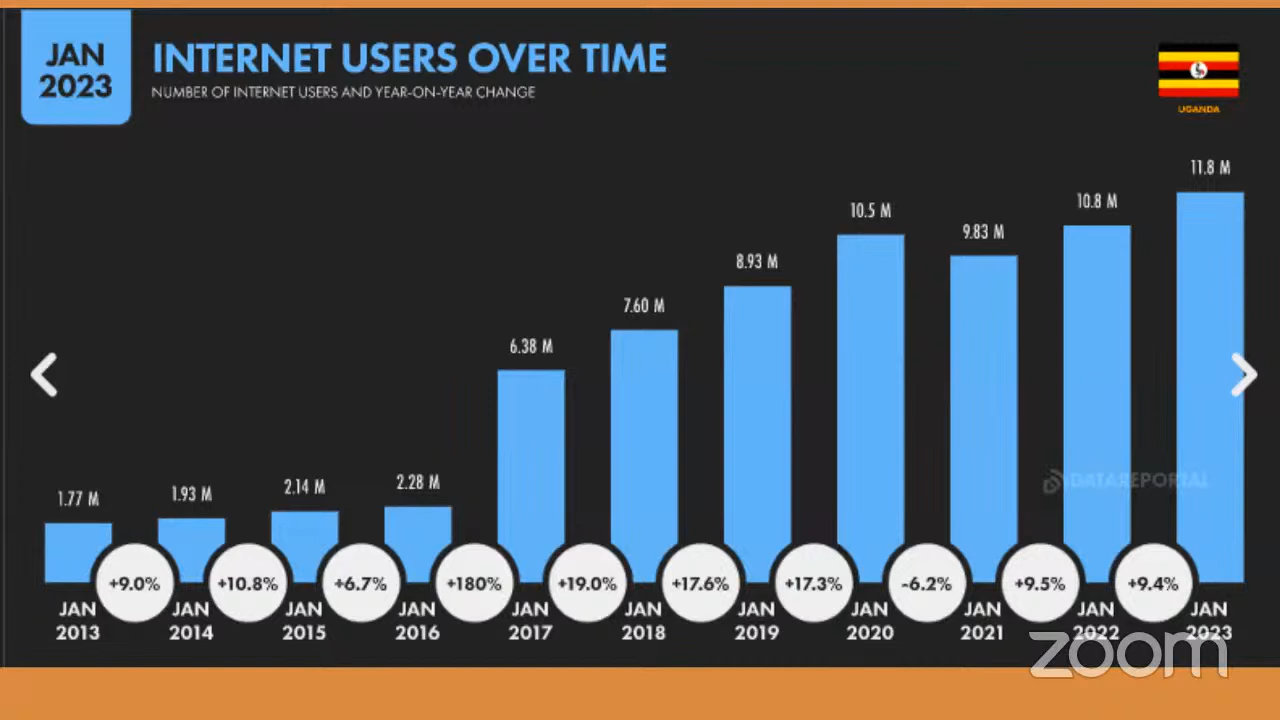 JAN
2023
INTERNET USERS OVER TIME
NUMBER OF INTERNET USERS AND YEAR-ON-YEAR CHANGE
UGANDA
1.77 M
1.93 M
2.14 M
2.28 M
6.38 M
7.60 M
8.93 M
10.5 M
9.83 M
10.8 M
11.8 M
DATAREPORTAL
+9.0%
+10.8%
+6.7%
+180%
+19.0%
+17.6%
+17.3%
-6.2%
+9.5%
+9.4%
JAN
2013
JAN
2014
JAN
2015
JAN
2016
JAN
2017
JAN
2018
JAN
2019
JAN
2020
JAN
2021
JAN
2022
JAN
2023
zoom